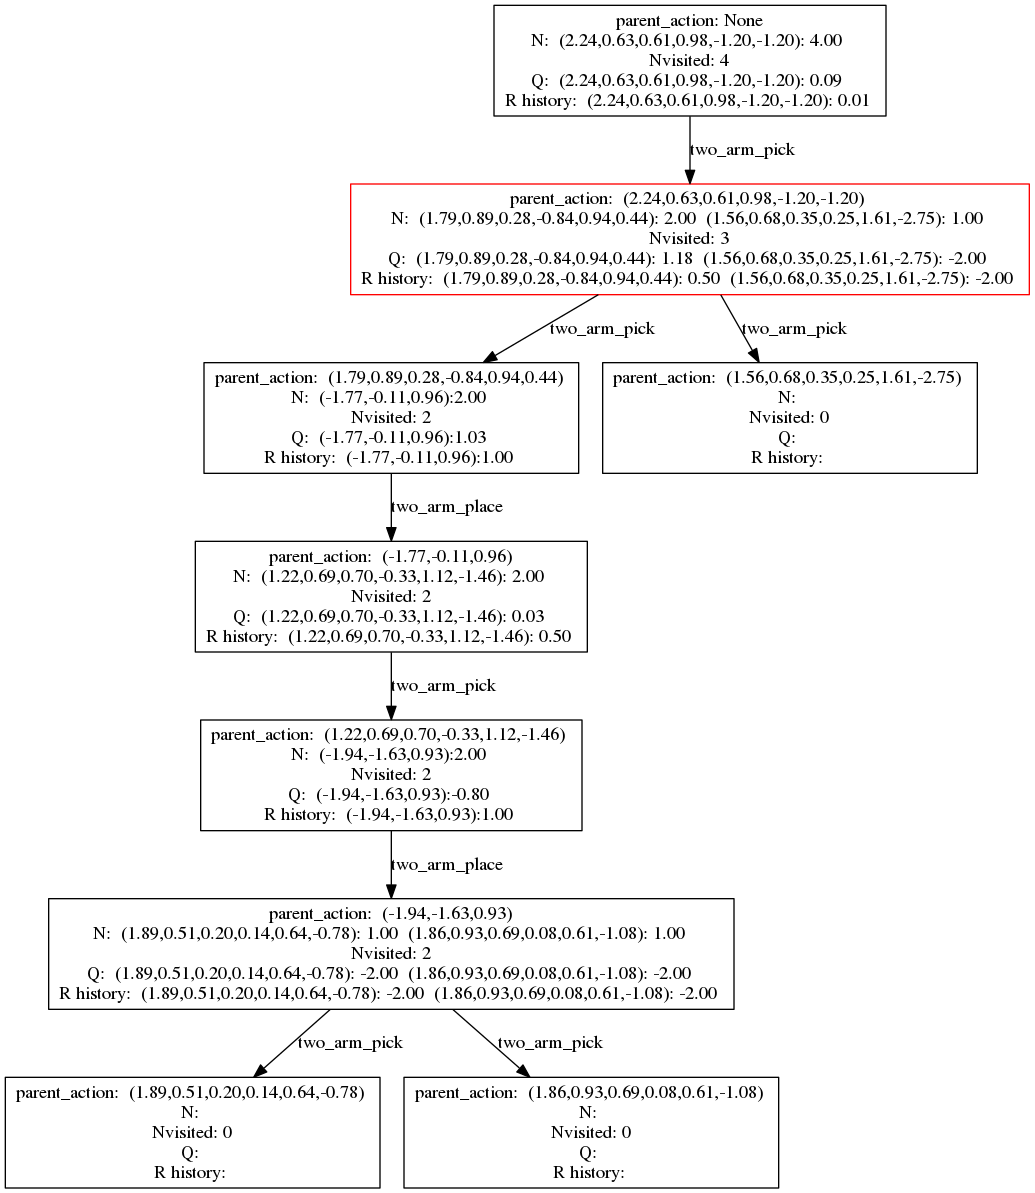 parent_action: None
N: (2.24,0.63,0.61,0.98,-1.20,-1.20): 4.00
Nvisited: 4
Q: (2.24,0.63,0.61,0.98,-1.20,-1.20): 0.09
R history: (2.24,0.63,0.61,0.98,-1.20,-1.20): 0.01
two_arm_pick
parent_action: (2.24,0.63,0.61,0.98,-1.20,-1.20)
N: (1.79,0.89,0.28,-0.84,0.94,0.44): 2.00 (1.56,0.68,0.35,0.25,1.61,-2.75): 1.00
Nvisited: 3
Q: (1.79,0.89,0.28,-0.84,0.94,0.44): 1.18 (1.56,0.68,0.35,0.25,1.61,-2.75): -2.00
R history: (1.79,0.89,0.28,-0.84,0.94,0.44): 0.50 (1.56,0.68,0.35,0.25,1.61,-2.75): -2.00
two_arm_pick
two_arm_pick
parent_action: (1.79,0.89,0.28,-0.84,0.94,0.44)
N: (-1.77,-0.11,0.96):2.00
Nvisited: 2
Q: (-1.77,-0.11,0.96):1.03
R history: (-1.77,-0.11,0.96):1.00
parent_action: (1.56,0.68,0.35,0.25,1.61,-2.75)
N:
Nvisited: 0
Q:
R history:
two_arm_place
parent_action: (-1.77,-0.11,0.96)
N: (1.22,0.69,0.70,-0.33,1.12,-1.46): 2.00
Nvisited: 2
Q: (1.22,0.69,0.70,-0.33,1.12,-1.46): 0.03
R history: (1.22,0.69,0.70,-0.33,1.12,-1.46): 0.50
two_arm_pick
parent_action: (1.22,0.69,0.70,-0.33,1.12,-1.46)
N: (-1.94,-1.63,0.93):2.00
Nvisited: 2
Q: (-1.94,-1.63,0.93):-0.80
R history: (-1.94,-1.63,0.93):1.00
two_arm_place
parent_action: (-1.94,-1.63,0.93)
N: (1.89,0.51,0.20,0.14,0.64,-0.78): 1.00 (1.86,0.93,0.69,0.08,0.61,-1.08): 1.00
Nvisited: 2
Q: (1.89,0.51,0.20,0.14,0.64,-0.78): -2.00 (1.86,0.93,0.69,0.08,0.61,-1.08): -2.00
R history: (1.89,0.51,0.20,0.14,0.64,-0.78): -2.00 (1.86,0.93,0.69,0.08,0.61,-1.08): -2.00
two_arm_pick
two_arm_pick
parent_action: (1.89,0.51,0.20,0.14,0.64,-0.78)
N:
Nvisited: 0
Q:
R history:
parent_action: (1.86,0.93,0.69,0.08,0.61,-1.08)
N:
Nvisited: 0
Q:
R history: